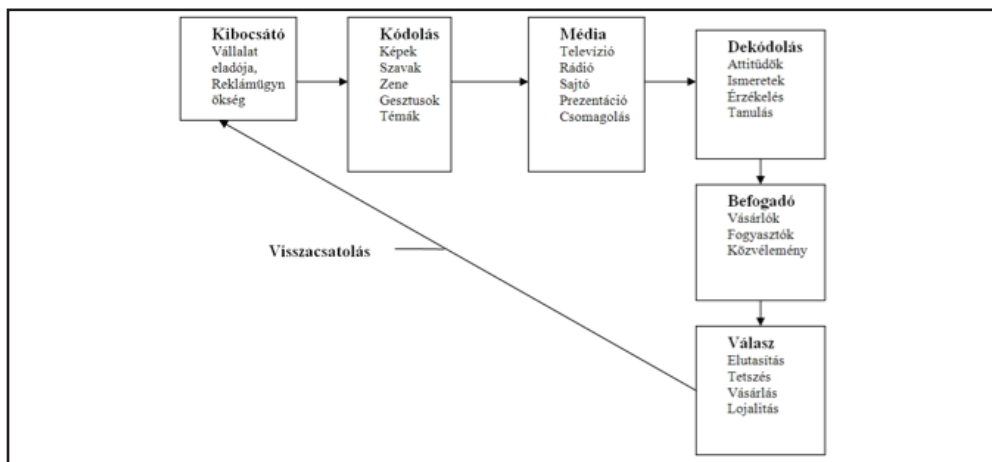 Kibocsátó
Vállalat
eladója,
Reklámügyn
ökség
Kódolás
Képek
Szavak
Zene
Gesztusok
Témák
Média
Televízió
Rádió
Sajtó
Prezentáció
Csomagolás
Dekódolás
Attitüdők
Ismeretek
Érzékelés
Tanulás
Befogadó
Vásárlók
Fogyasztók
Közvélemény
Visszacsatolás
Válasz
Elutasítás
Tetszés
Vásárlás
Lojalitás